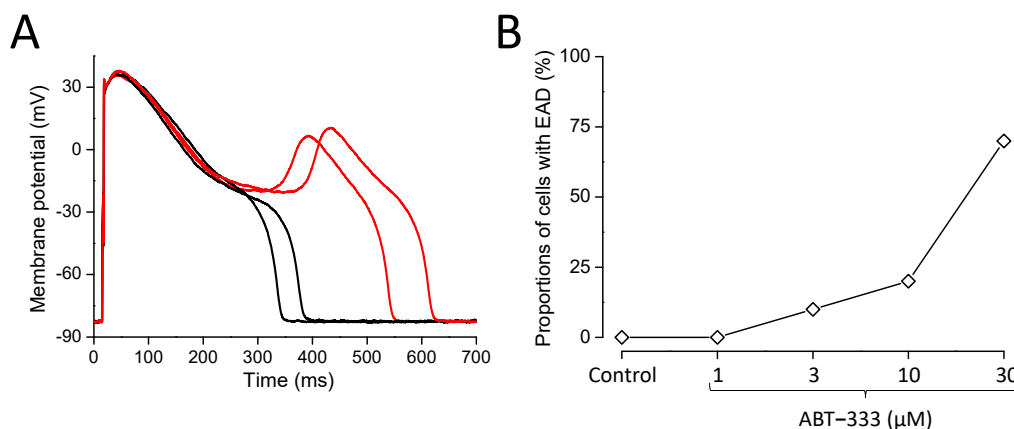 A
Membrane potential (mV)
30
0
-30
-60
-90
0 100 200 300 400 500 600 700
Time (ms)
B
Proportions of cells with EAD (%)
100
75
50
25
0
Control 1 3 10 30
ABT–333 (µM)